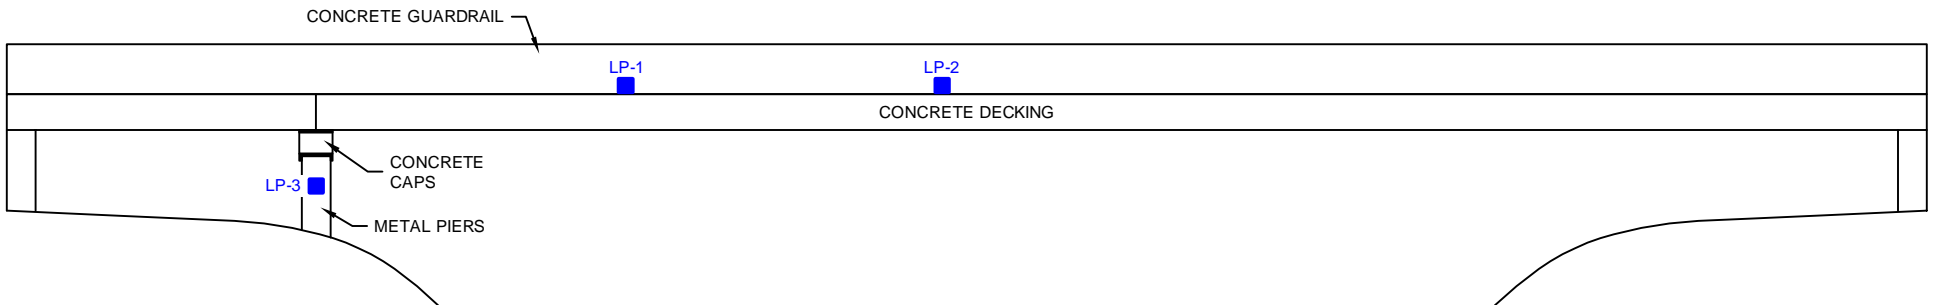 CONCRETE GUARDRAIL
LP-1
LP-2
CONCRETE DECKING
CONCRETE
CAPS
LP-3
METAL PIERS